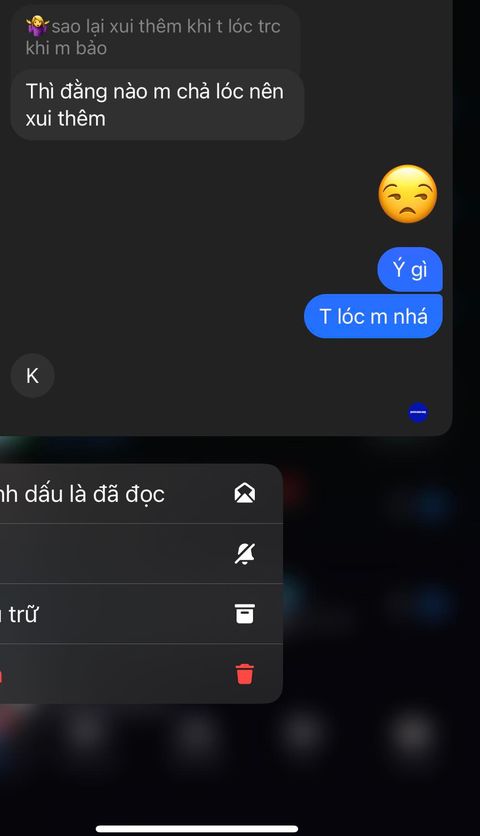 🤷‍♀️sao lại xui thêm khi t lóc trc
khi m bảo
Thì đằng nào m chả lóc nên
xui thêm
😒
Ý gì
T lóc m nhá
K
nh dấu là đã đọc
trữ